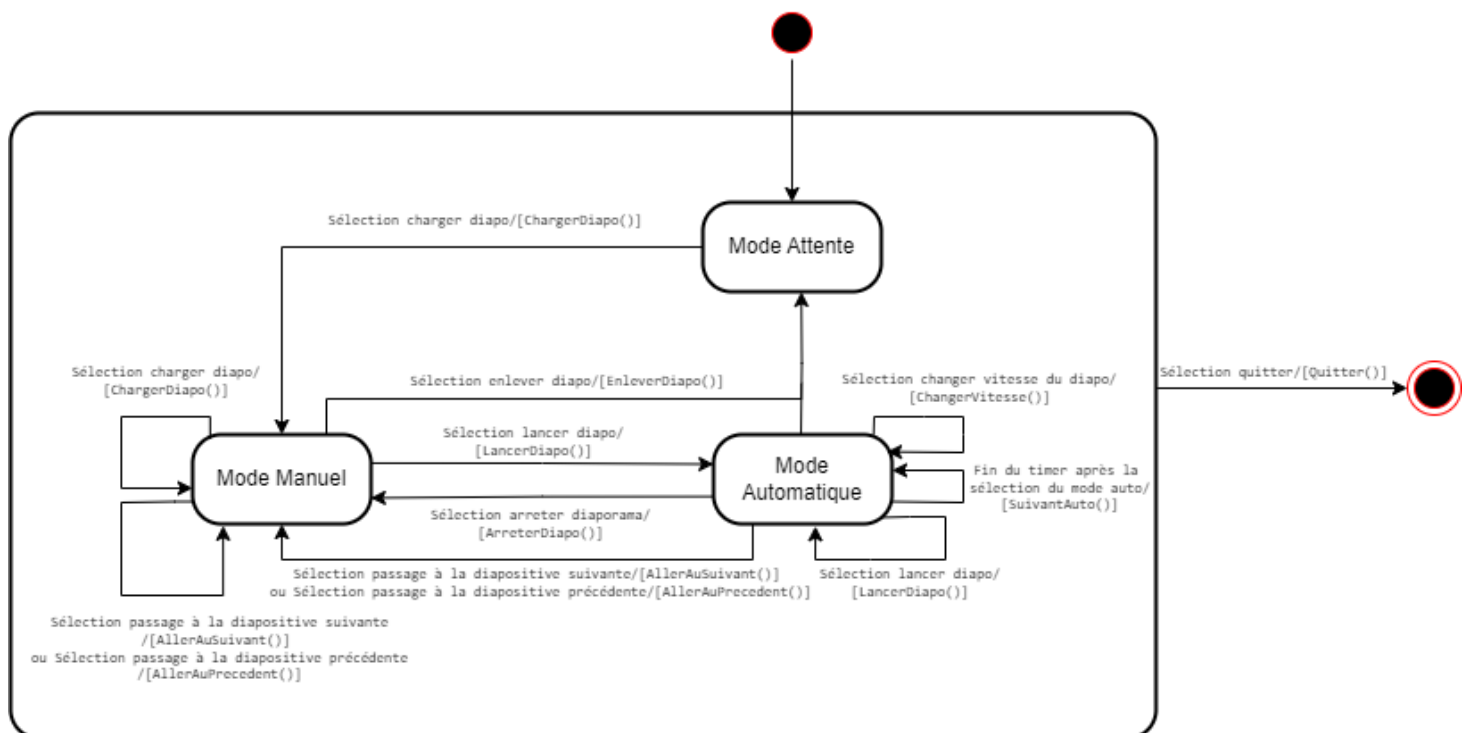 Sélection charger diapo/[ChargerDiapo()]
Mode Attente
Sélection charger diapo/
[ChargerDiapo()]
Sélection enlever diapo/[EnleverDiapo()]
Sélection changer vitesse du diapo/
[ChangerVitesse()]
Sélection quitter/[Quitter()]
Sélection lancer diapo/
[LancerDiapo()]
Mode Manuel
Mode
Automatique
Fin du timer après la
sélection du mode auto/
[SuivantAuto()]
Sélection arreter diaporama/
[ArreterDiapo()]
Sélection passage à la diapositive suivante/[AllerAuSuivant()]
ou Sélection passage à la diapositive précédente/[AllerAuPrecedent()]
Sélection lancer diapo/
[LancerDiapo()]
Sélection passage à la diapositive suivante
/[AllerAuSuivant()]
ou Sélection passage à la diapositive précédente
/[AllerAuPrecedent()]